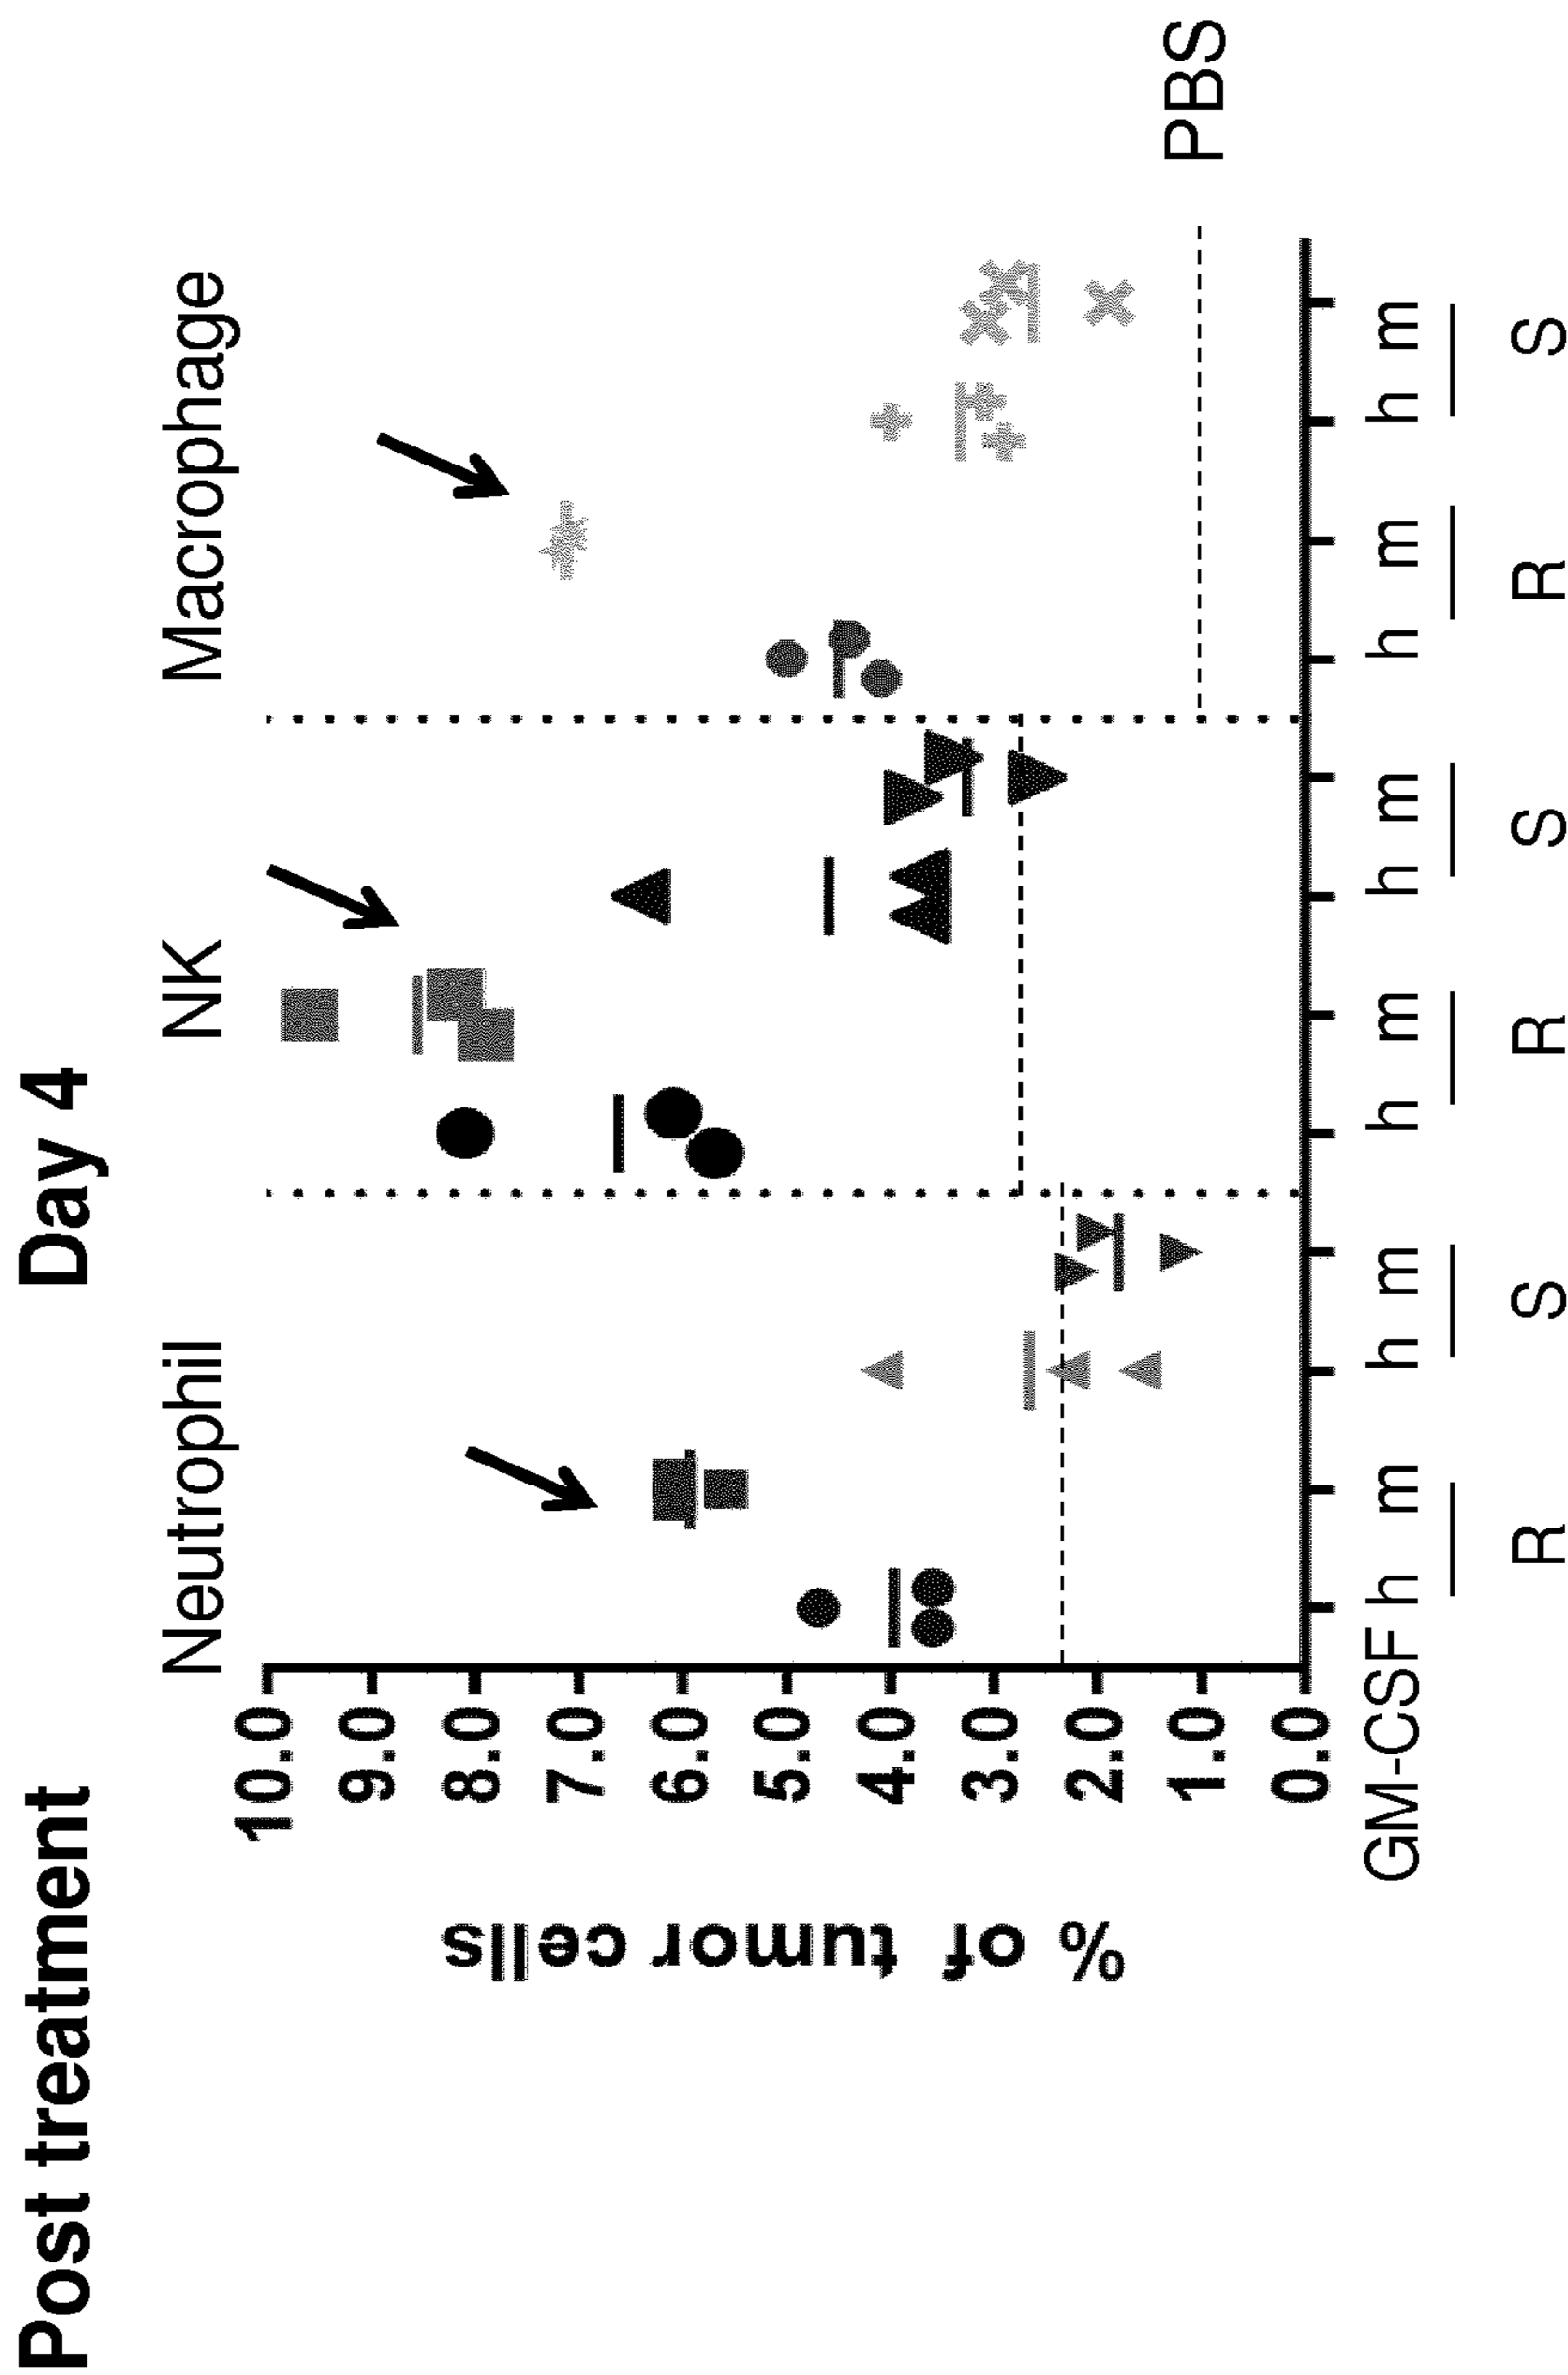 Post treatment Day 4
Neutrophil NK Macrophage
% of tumor cells
10.0
9.0
8.0
7.0
6.0
5.0
4.0
3.0
2.0
1.0
0.0
PBS
GM-CSF h m h m h m h m h m h m
R S R S R S